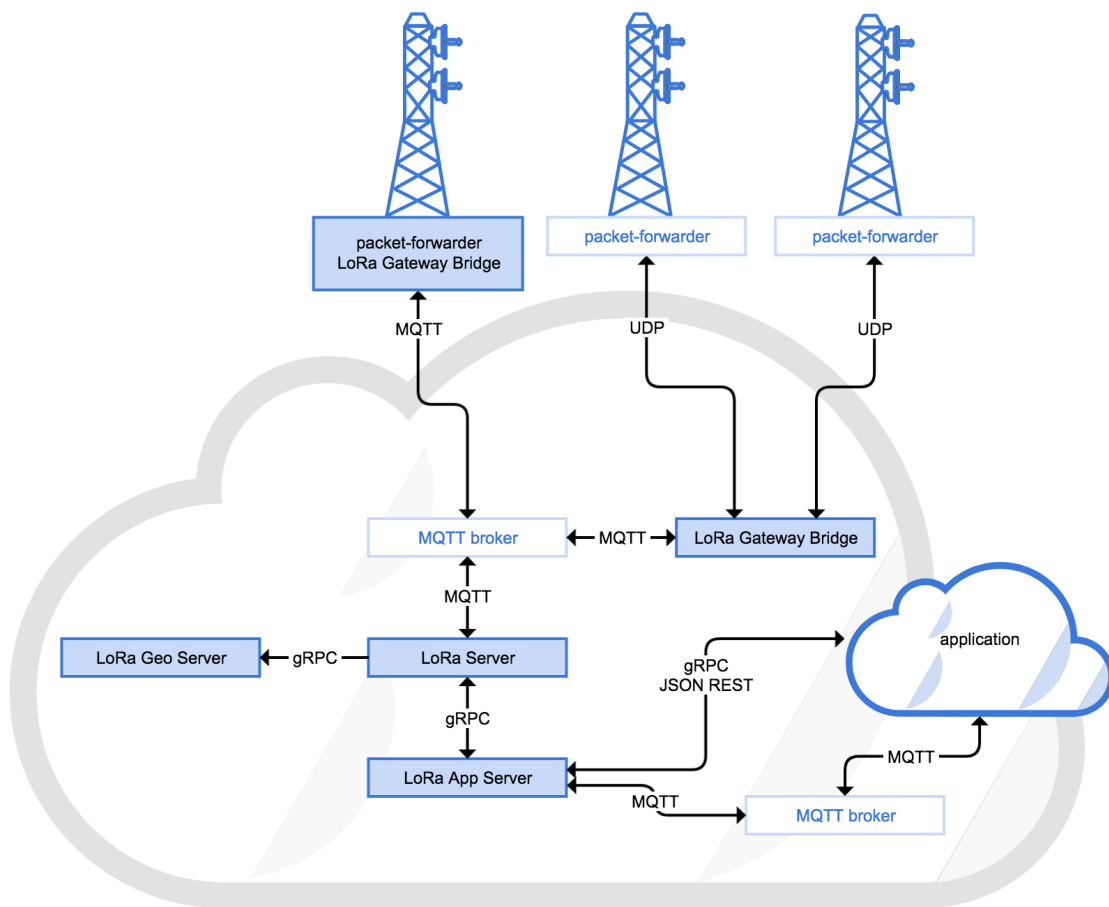 packet-forwarder
LoRa Gateway Bridge
packet-forwarder
packet-forwarder
MQTT
UDP
UDP
MQTT broker
MQTT
LoRa Gateway Bridge
MQTT
LoRa Geo Server
gRPC
LoRa Server
gRPC
JSON REST
application
gRPC
LoRa App Server
MQTT
MQTT
MQTT broker